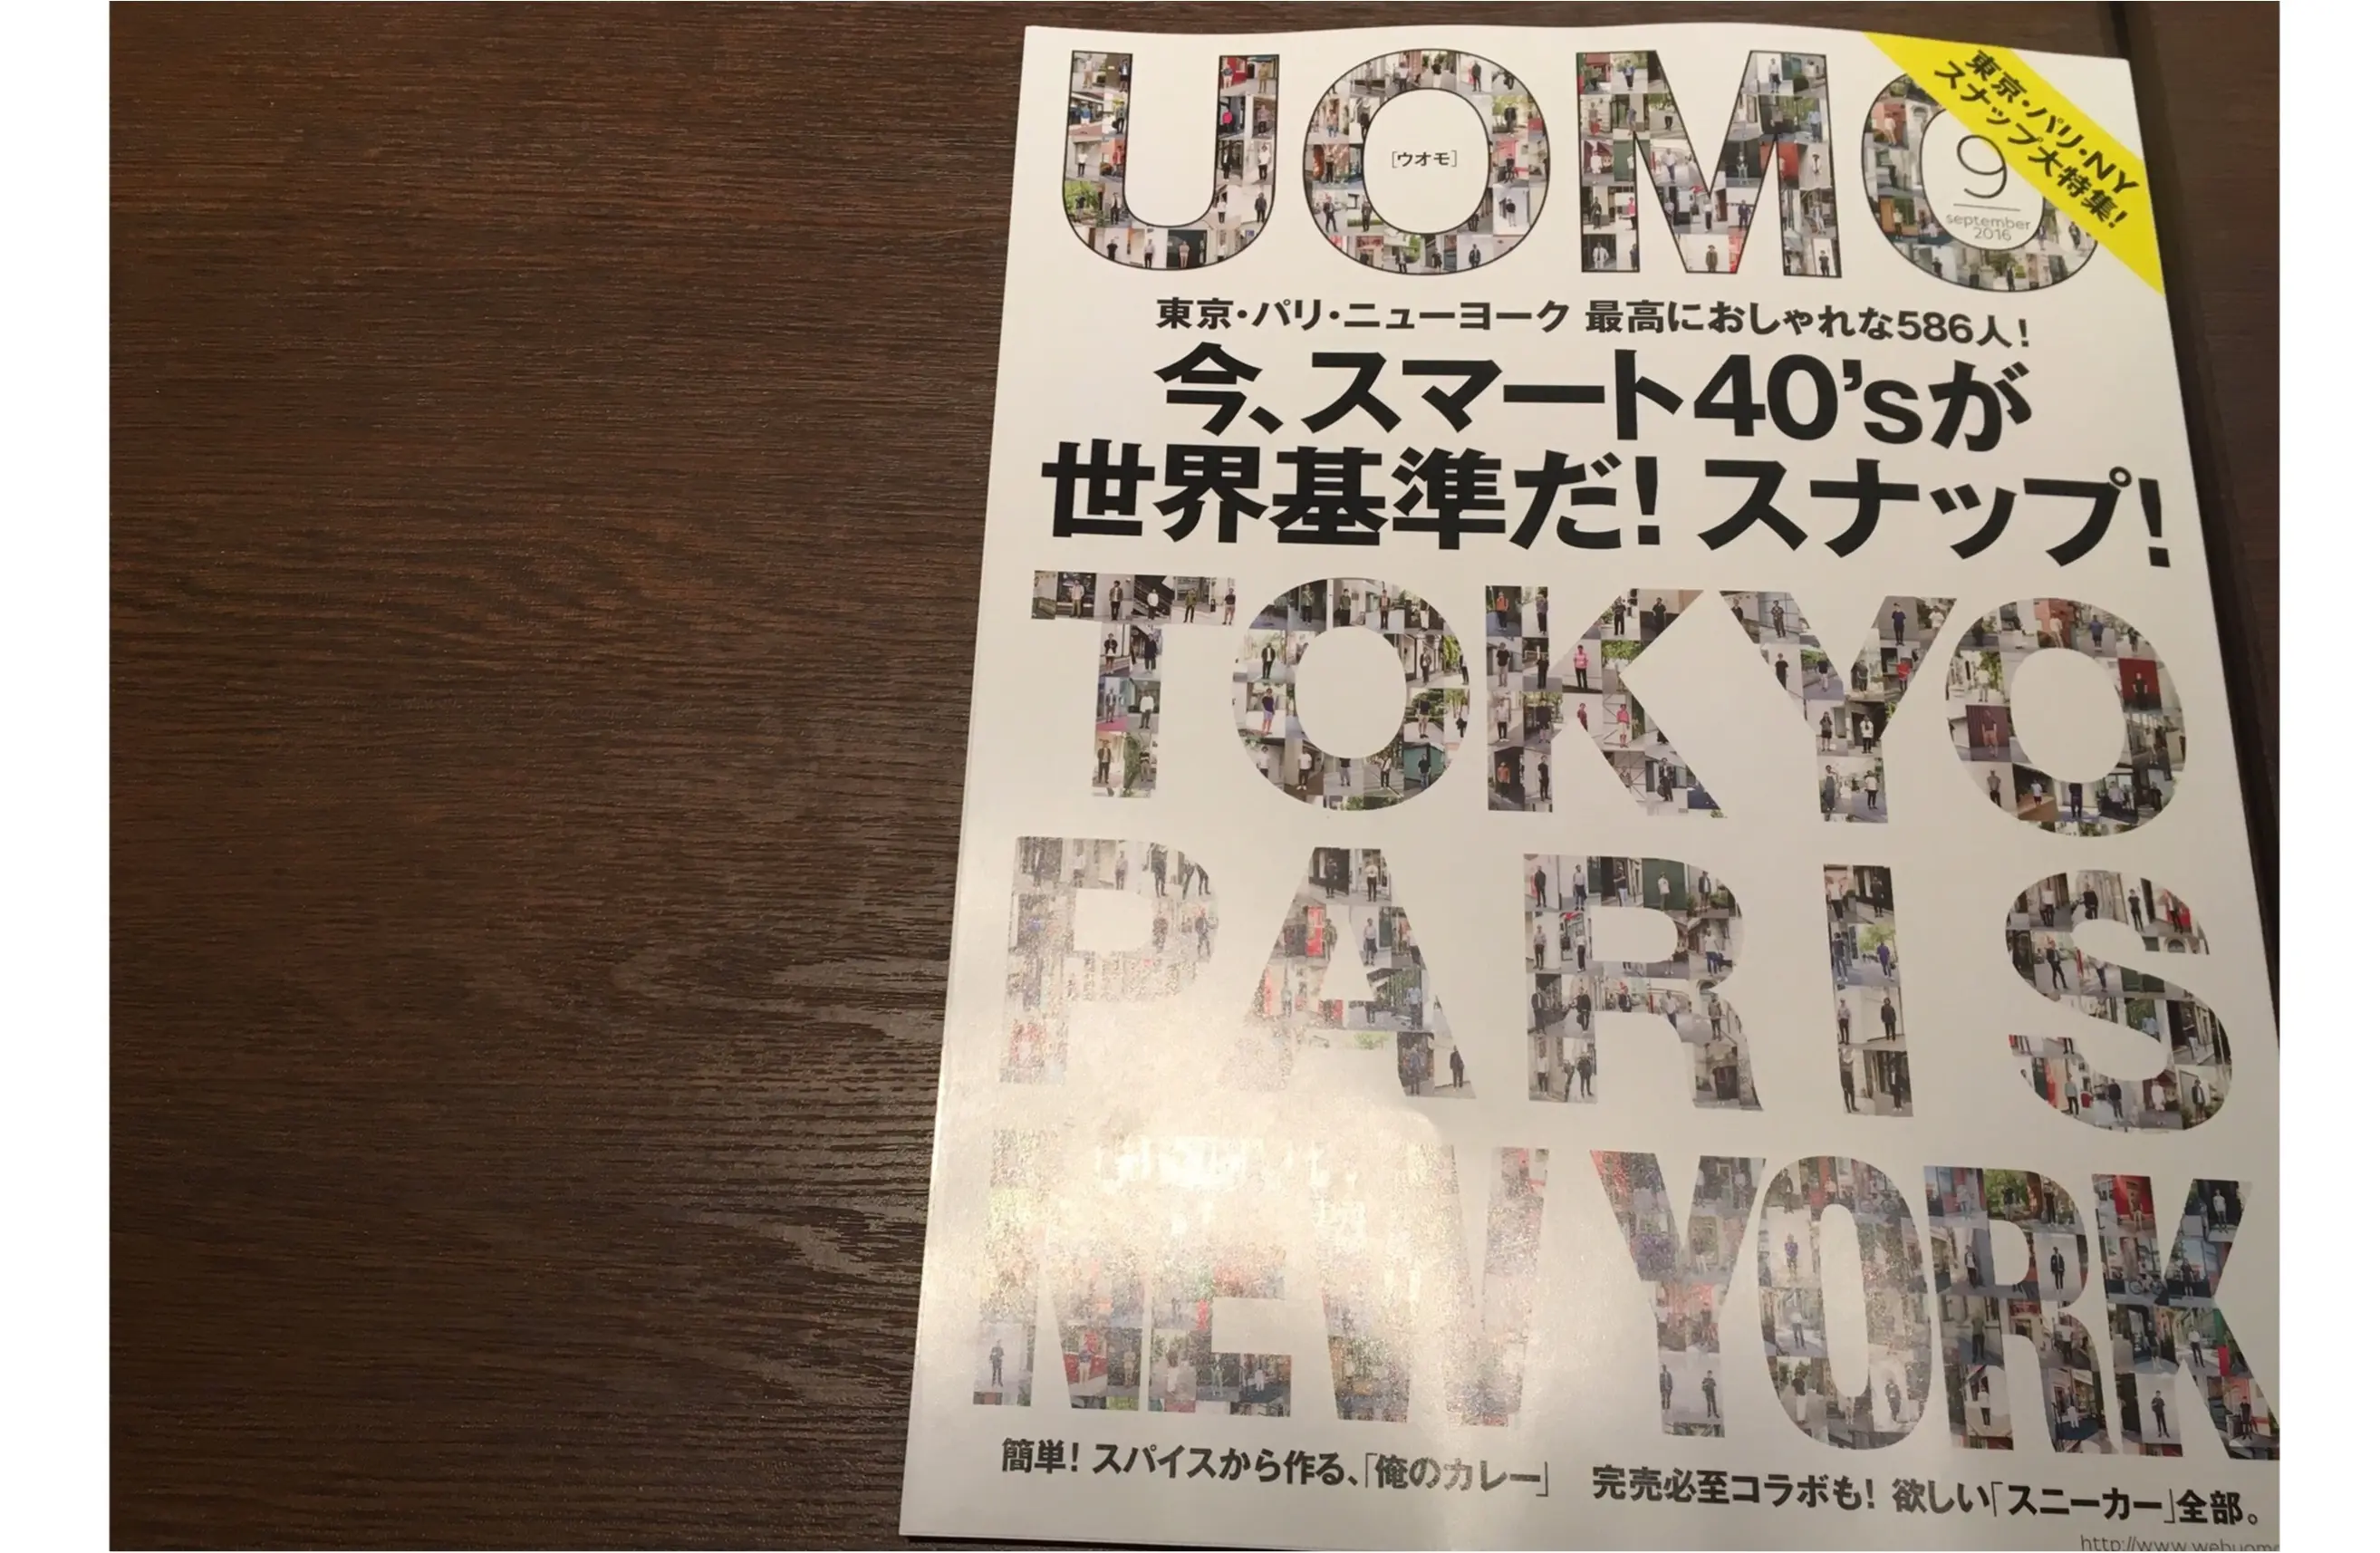 UOMO
[ウオモ]
9
september
2016
東京・パリ・NY
スナップ大特集!
東京・パリ・ニューヨーク 最高におしゃれな586人!
今、スマート40'sが
世界基準だ! スナップ!
TOKYO
PARIS
NEW YORK
簡単! スパイスから作る、「俺のカレー」
完売必至コラボも! 欲しい「スニーカー」全部。
http://www.webuomo